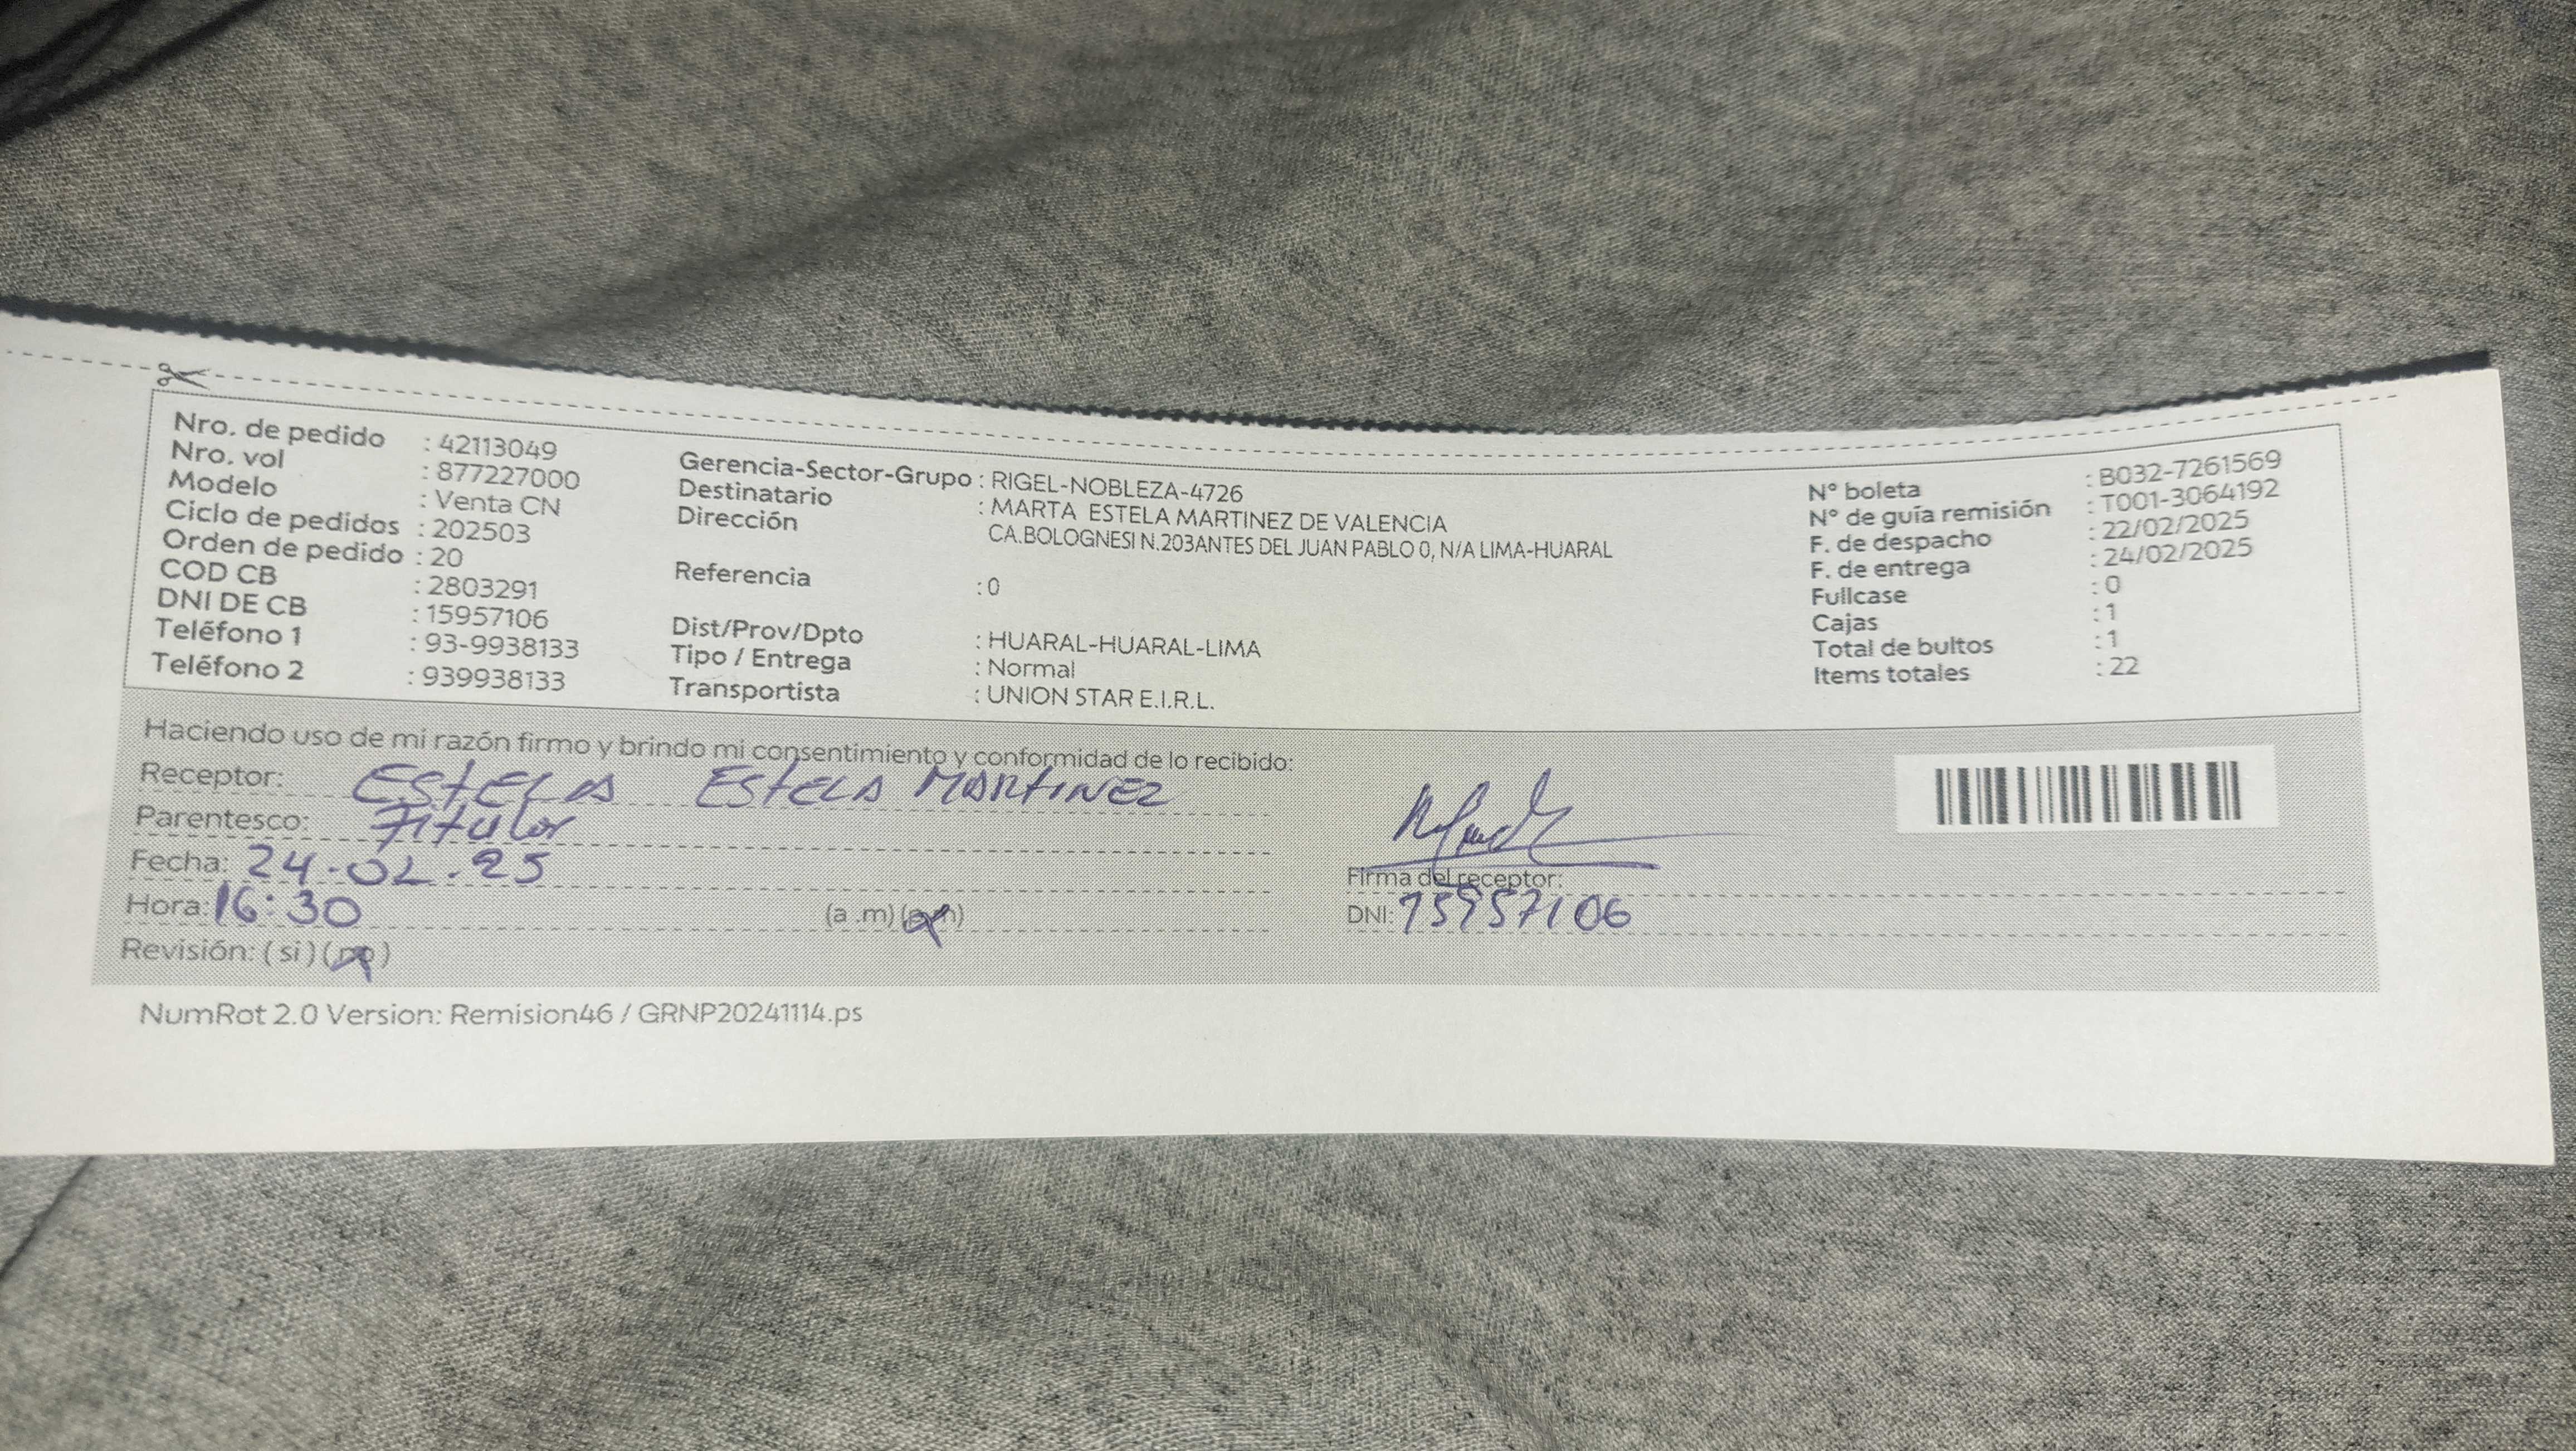 Nro. de pedido : 42113049
Nro. vol : 877227000
Modelo : Venta CN
Ciclo de pedidos : 202503
Orden de pedido : 20
COD CB : 2803291
DNI DE CB : 15957106
Teléfono 1 : 93-9938133
Teléfono 2 : 939938133
Gerencia-Sector-Grupo : RIGEL-NOBLEZA-4726
Destinatario : MARTA ESTELA MARTINEZ DE VALENCIA
Dirección CA.BOLOGNESI N.203ANTES DEL JUAN PABLO 0, N/A LIMA-HUARAL
Referencia : 0
Dist/Prov/Dpto : HUARAL-HUARAL-LIMA
Tipo / Entrega : Normal
Transportista : UNION STAR E.I.R.L.
N° boleta : B032-7261569
N° de guía remisión : T001-3064192
F. de despacho : 22/02/2025
F. de entrega : 24/02/2025
Fullcase : 0
Cajas : 1
Total de bultos : 1
Items totales : 22
Haciendo uso de mi razón firmo y brindo mi consentimiento y conformidad de lo recibido:
Receptor: ESTELA ESTELA MARTINEZ
Parentesco: Titular
Fecha: 24-02-25
Hora: 16:30 (a .m) (p.m)
Revisión: ( si ) ( no )
Firma del receptor:
DNI: 15957106
NumRot 2.0 Version: Remision46 / GRNP20241114.ps